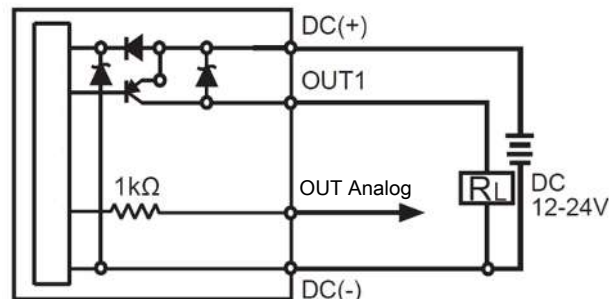 DC(+)
OUT1
1kΩ
OUT Analog
RL
DC
12-24V
DC(-)